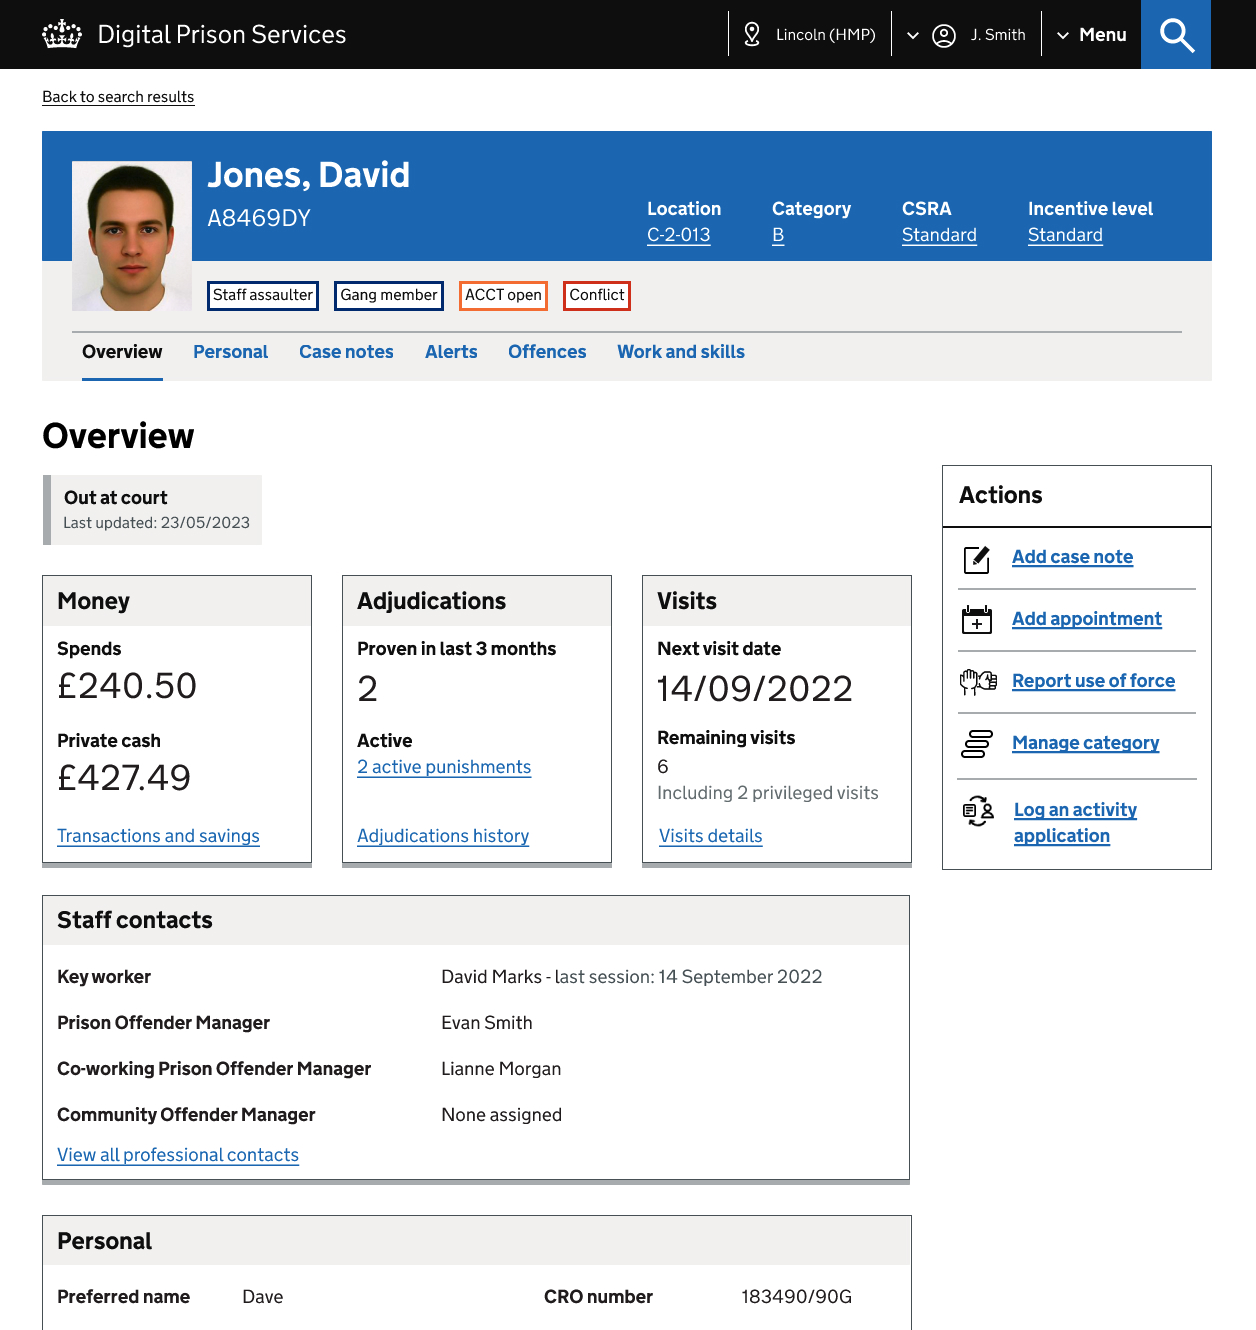 Digital Prison Services
Lincoln (HMP)
J. Smith
Menu
Back to search results
Jones, David
A8469DY
Location
C-2-013
Category
B
CSRA
Standard
Incentive level
Standard
Staff assaulter
Gang member
ACCT open
Conflict
Overview
Personal
Case notes
Alerts
Offences
Work and skills
Overview
Out at court
Last updated: 23/05/2023
Money
Spends
£240.50
Private cash
£427.49
Transactions and savings
Adjudications
Proven in last 3 months
2
Active
2 active punishments
Adjudications history
Visits
Next visit date
14/09/2022
Remaining visits
6
Including 2 privileged visits
Visits details
Actions
Add case note
Add appointment
Report use of force
Manage category
Log an activity
application
Staff contacts
Key worker
David Marks - last session: 14 September 2022
Prison Offender Manager
Evan Smith
Co-working Prison Offender Manager
Lianne Morgan
Community Offender Manager
None assigned
View all professional contacts
Personal
Preferred name
Dave
CRO number
183490/90G